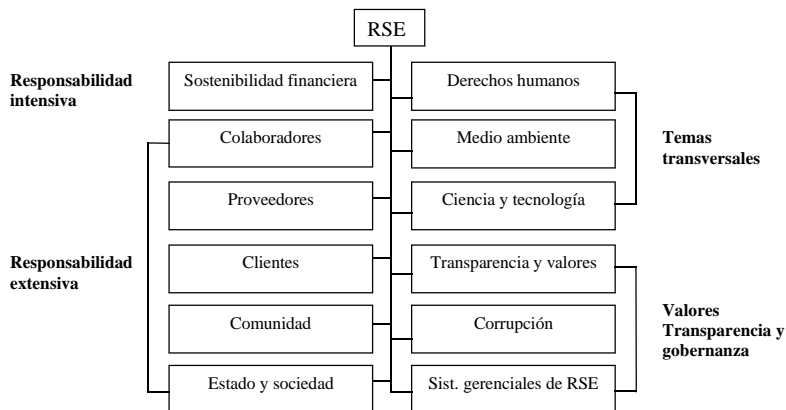 RSE
Responsabilidad
intensiva
Sostenibilidad financiera
Derechos humanos
Colaboradores
Medio ambiente
Temas
transversales
Proveedores
Ciencia y tecnología
Responsabilidad
extensiva
Clientes
Transparencia y valores
Comunidad
Corrupción
Valores
Transparencia y
gobernanza
Estado y sociedad
Sist. gerenciales de RSE